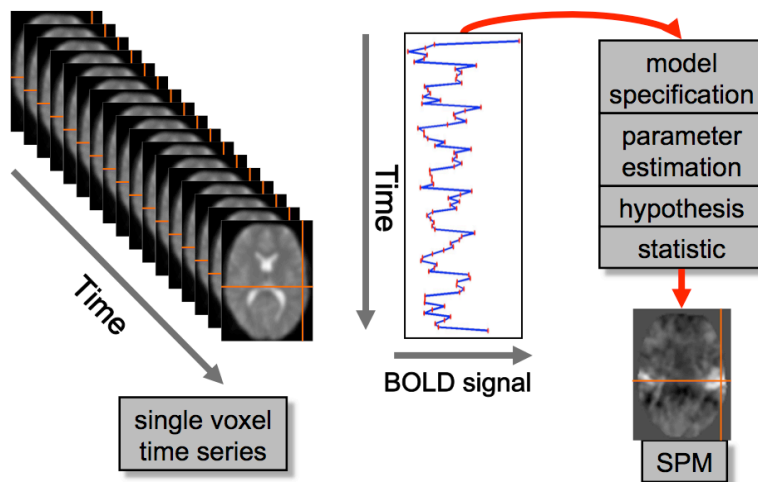 Time
single voxel
time series
Time
BOLD signal
model
specification
parameter
estimation
hypothesis
statistic
SPM